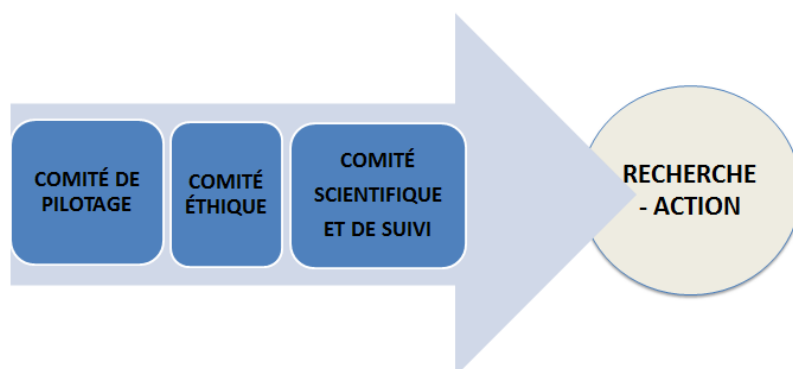 COMITÉ DE
PILOTAGE
COMITÉ
ÉTHIQUE
COMITÉ
SCIENTIFIQUE
ET DE SUIVI
RECHERCHE
- ACTION